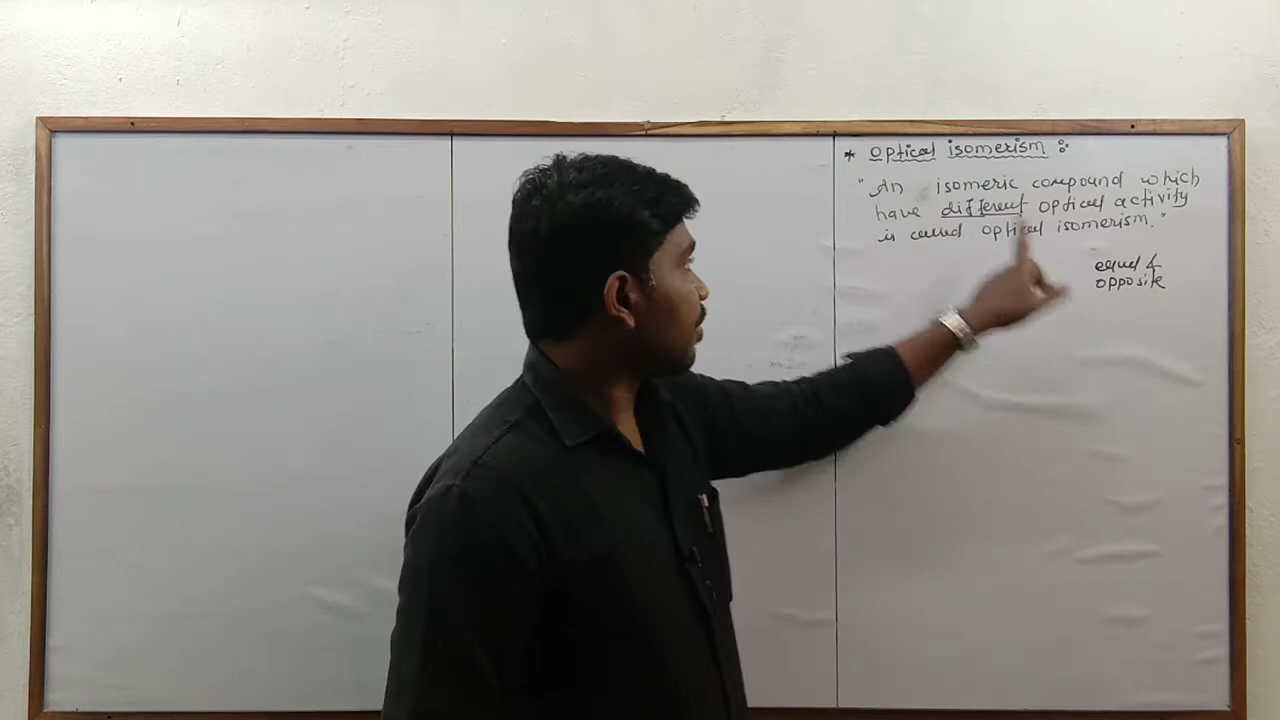 * Optical isomerism :
"An isomeric compound which
have different optical activity
is called optical isomerism."
equal &
opposite